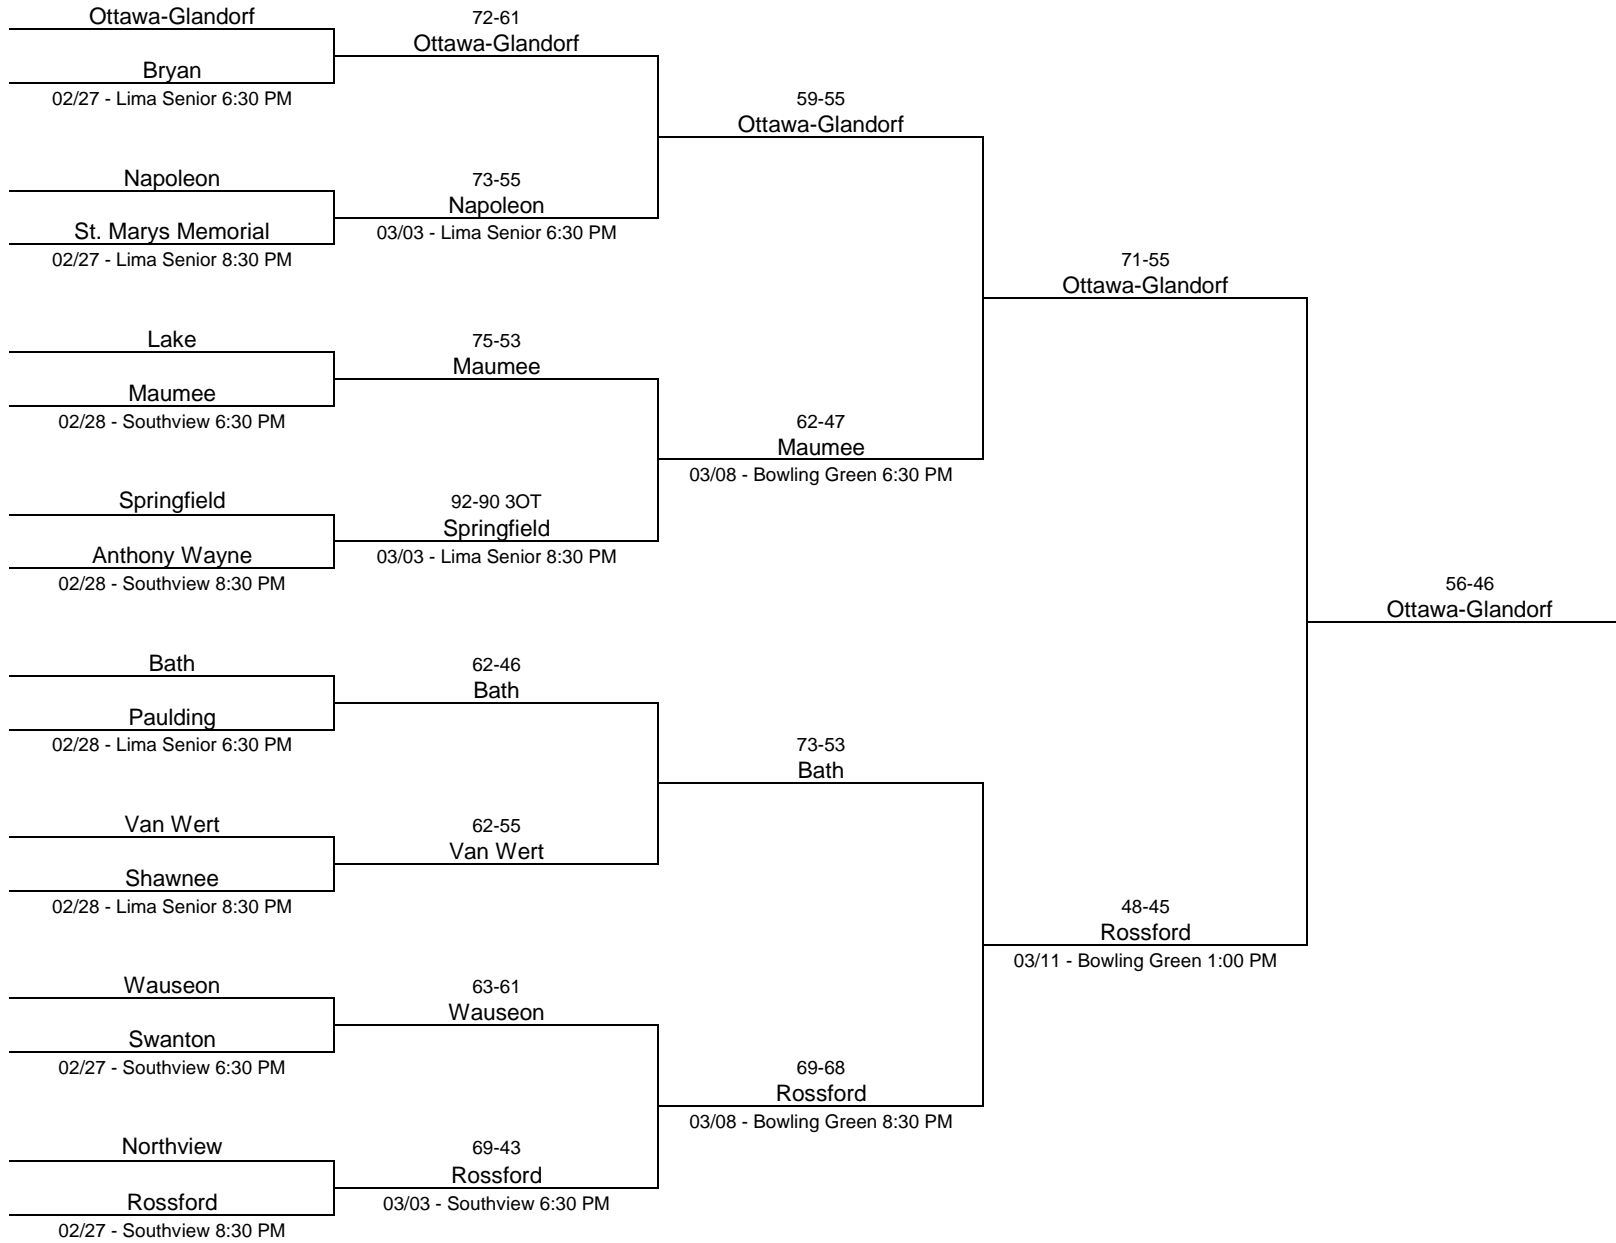 Ottawa-Glandorf
Bryan
02/27 - Lima Senior 6:30 PM
Napoleon
St. Marys Memorial
02/27 - Lima Senior 8:30 PM
Lake
Maumee
02/28 - Southview 6:30 PM
Springfield
Anthony Wayne
02/28 - Southview 8:30 PM
Bath
Paulding
02/28 - Lima Senior 6:30 PM
Van Wert
Shawnee
02/28 - Lima Senior 8:30 PM
Wauseon
Swanton
02/27 - Southview 6:30 PM
Northview
Rossford
02/27 - Southview 8:30 PM
72-61
Ottawa-Glandorf
73-55
Napoleon
03/03 - Lima Senior 6:30 PM
75-53
Maumee
92-90 3OT
Springfield
03/03 - Lima Senior 8:30 PM
62-46
Bath
62-55
Van Wert
63-61
Wauseon
69-43
Rossford
03/03 - Southview 6:30 PM
59-55
Ottawa-Glandorf
62-47
Maumee
03/08 - Bowling Green 6:30 PM
73-53
Bath
69-68
Rossford
03/08 - Bowling Green 8:30 PM
71-55
Ottawa-Glandorf
48-45
Rossford
03/11 - Bowling Green 1:00 PM
56-46
Ottawa-Glandorf